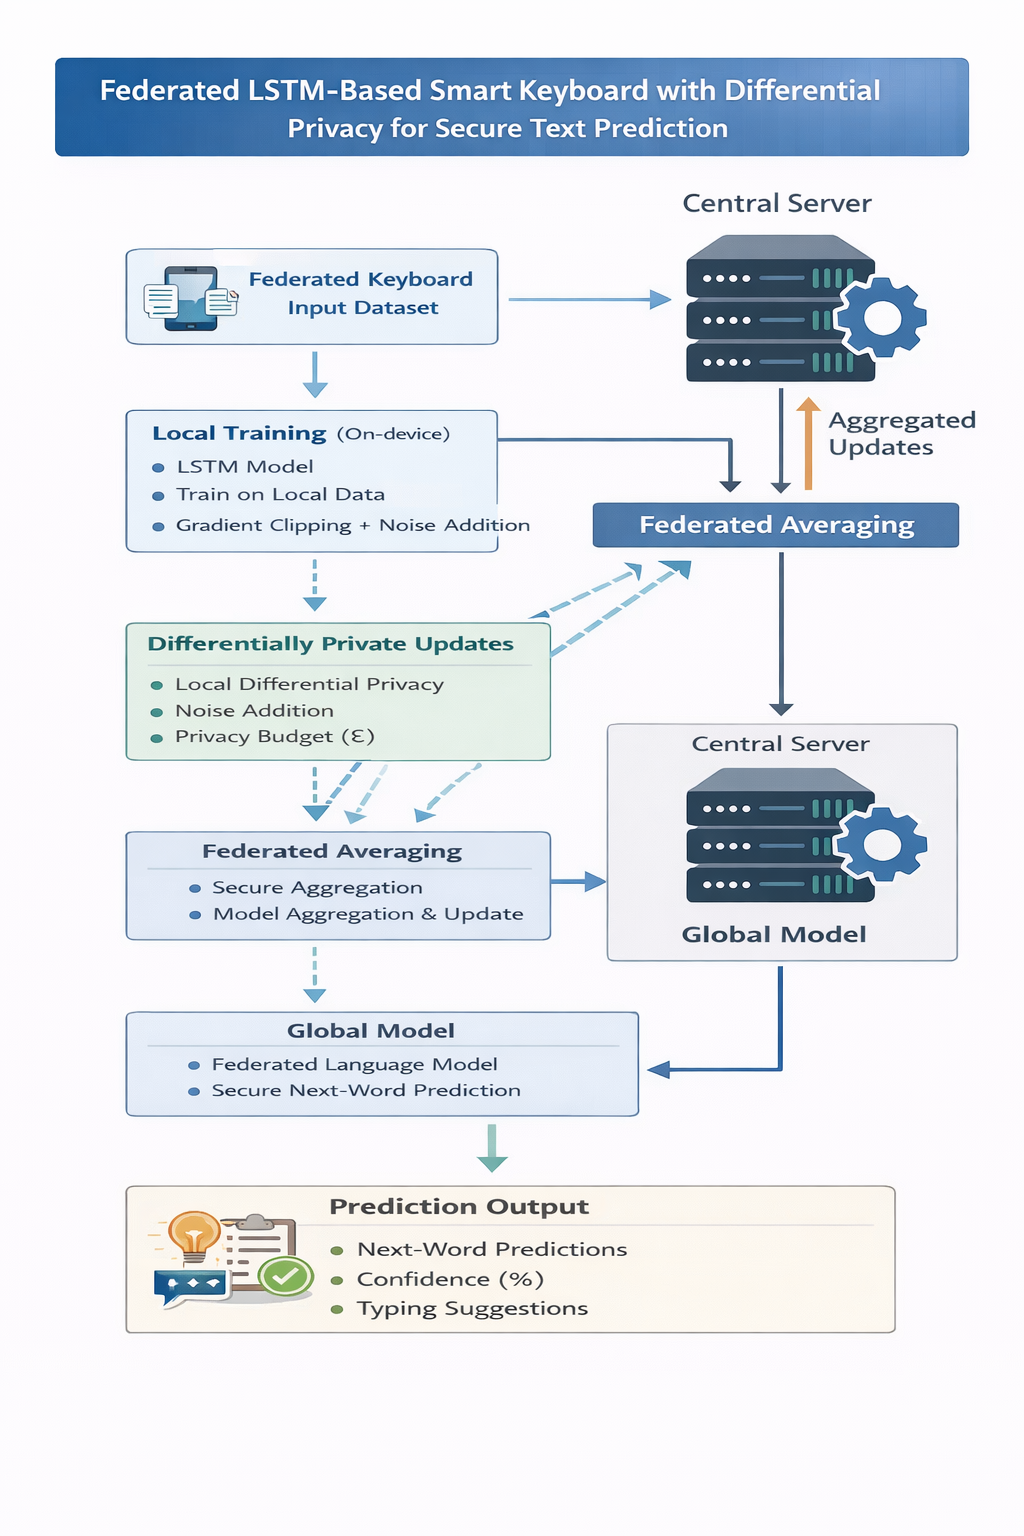 Federated LSTM-Based Smart Keyboard with Differential
Privacy for Secure Text Prediction
Central Server
Federated Keyboard
Input Dataset
Aggregated
Updates
Local Training (On-device)
LSTM Model
Train on Local Data
Gradient Clipping + Noise Addition
Federated Averaging
Differentially Private Updates
Local Differential Privacy
Noise Addition
Privacy Budget (Ɛ)
Central Server
Global Model
Federated Averaging
Secure Aggregation
Model Aggregation & Update
Global Model
Federated Language Model
Secure Next-Word Prediction
Prediction Output
Next-Word Predictions
Confidence (%)
Typing Suggestions